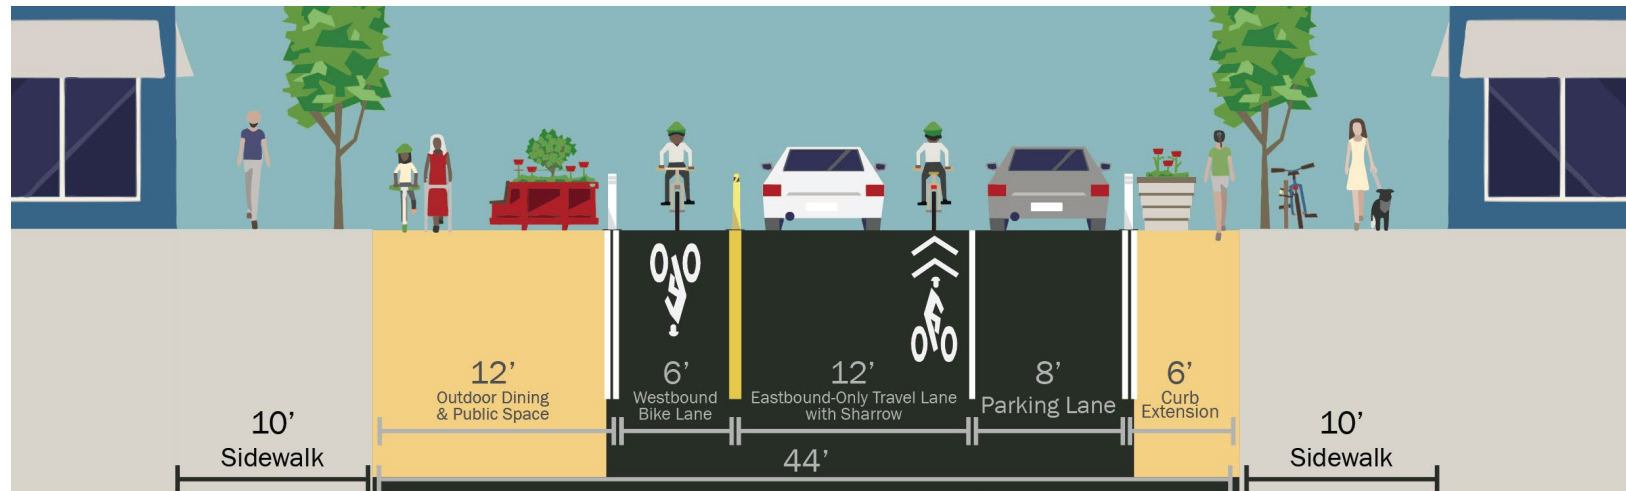 10'
Sidewalk
12'
Outdoor Dining
& Public Space
6'
Westbound
Bike Lane
12'
Eastbound-Only Travel Lane
with Sharrow
8'
Parking Lane
6'
Curb
Extension
10'
Sidewalk
44'